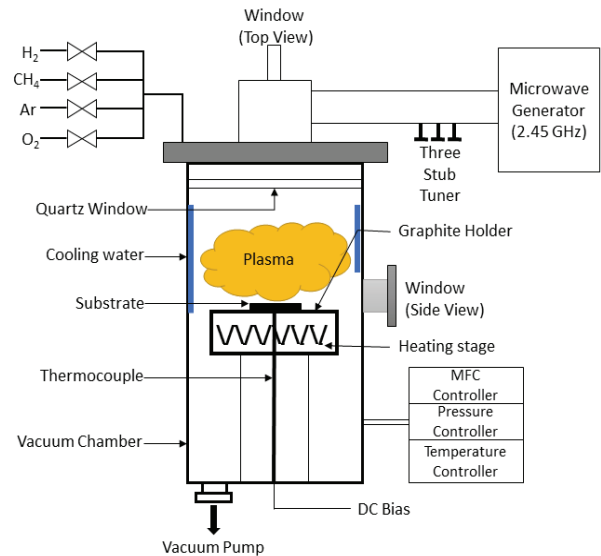 Window
(Top View)
H₂
CH₄
Ar
O₂
Microwave
Generator
(2.45 GHz)
Three
Stub
Tuner
Quartz Window
Graphite Holder
Cooling water
Plasma
Substrate
Window
(Side View)
Heating stage
Thermocouple
MFC
Controller
Pressure
Controller
Temperature
Controller
Vacuum Chamber
DC Bias
Vacuum Pump